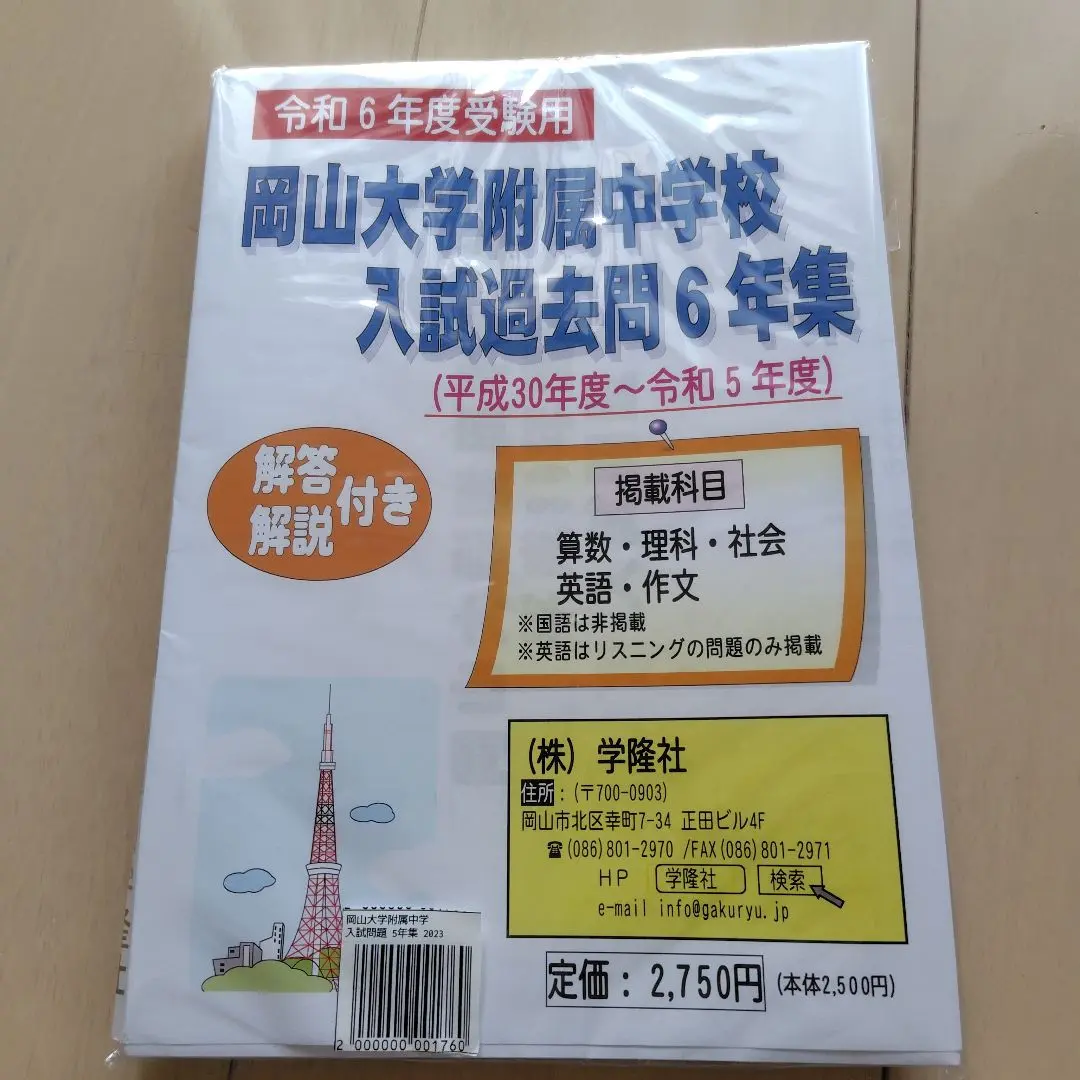 令和6年度受験用
岡山大学附属中学校
入試過去問6年集
(平成30年度～令和5年度)
解答
解説
付き
掲載科目
算数・理科・社会
英語・作文
※国語は非掲載
※英語はリスニングの問題のみ掲載
(株) 学隆社
住所：(〒700-0903)
岡山市北区幸町7-34 正田ビル4F
☎(086)801-2970 /FAX(086)801-2971
HP 学隆社 検索
e-mail info@gakuryu.jp
岡山大学附属中学
入試問題 5年集 2023
2 000000 001760
定価：2,750円 (本体2,500円)